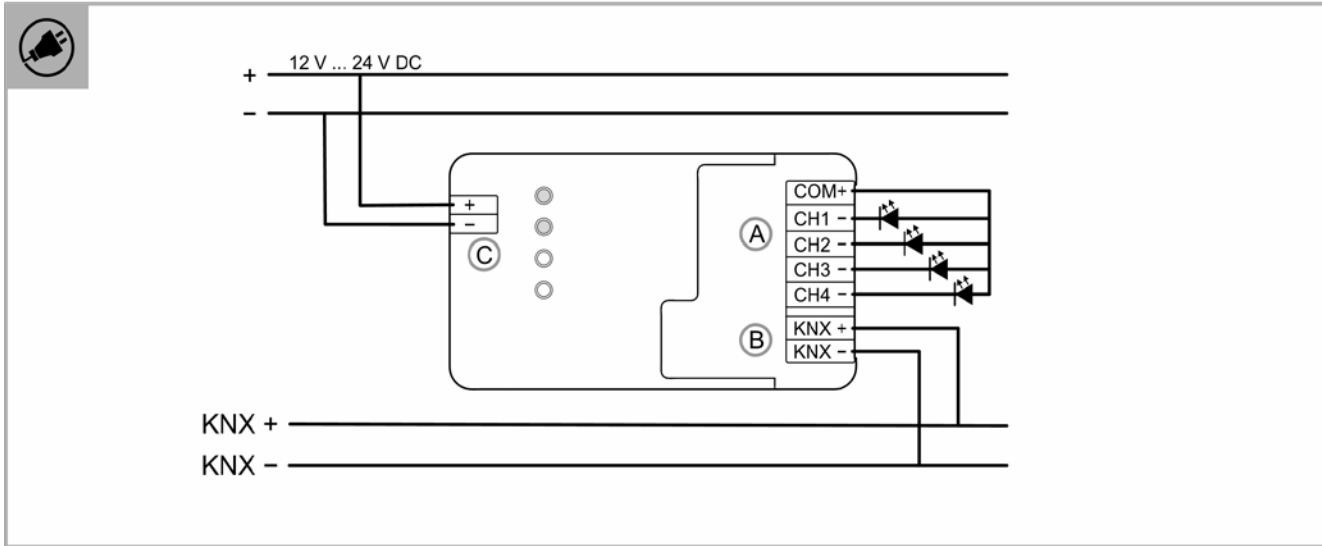 12 V ... 24 V DC
+
−
+
−
C
A
COM+
CH1 −
CH2 −
CH3 −
CH4 −
B
KNX +
KNX −
KNX +
KNX −